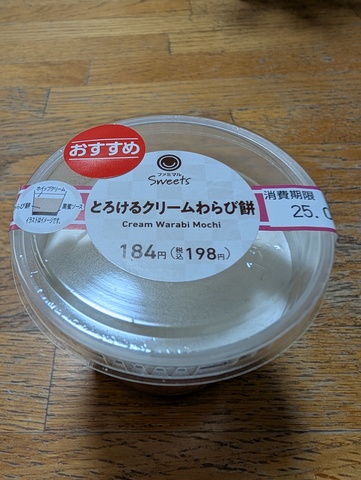 おすすめ
ファミマル
Sweets
ホイップクリーム
らび餅
黒蜜ソース
イラストはイメージです。
とろけるクリームわらび餅
Cream Warabi Mochi
184円(税込198円)
消費期限
25.0